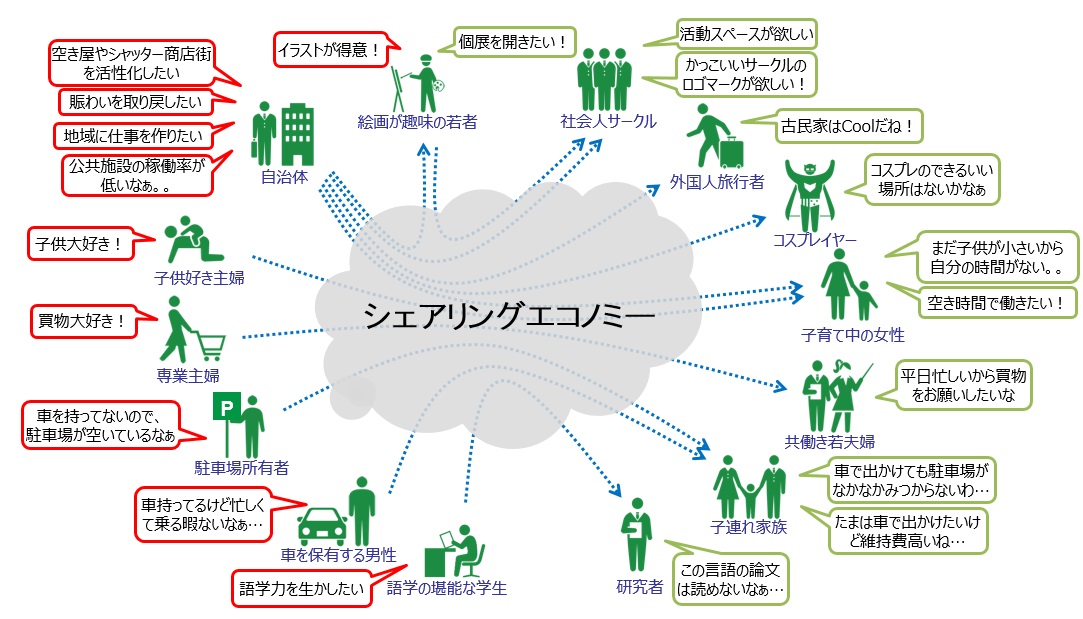 空き屋やシャッター商店街
を活性化したい
賑わいを取り戻したい
地域に仕事を作りたい
公共施設の稼働率が
低いなぁ。。
自治体
イラストが得意！
個展を開きたい！
絵画が趣味の若者
活動スペースが欲しい
かっこいいサークルの
ロゴマークが欲しい！
社会人サークル
古民家はCoolだね！
外国人旅行者
コスプレのできるいい
場所はないかなぁ
コスプレイヤー
子供大好き！
子供好き主婦
まだ子供が小さいから
自分の時間がない。。
空き時間で働きたい！
子育て中の女性
シェアリングエコノミー
買物大好き！
専業主婦
平日忙しいから買物
をお願いしたいな
共働き若夫婦
P
車を持ってないので、
駐車場が空いているなぁ
駐車場所有者
車で出かけても駐車場が
なかなかみつからないわ…
たまは車で出かけたいけ
ど維持費高いね…
子連れ家族
車持ってるけど忙しく
て乗る暇ないなぁ…
車を保有する男性
語学力を生かしたい
語学の堪能な学生
研究者
この言語の論文
は読めないなぁ…